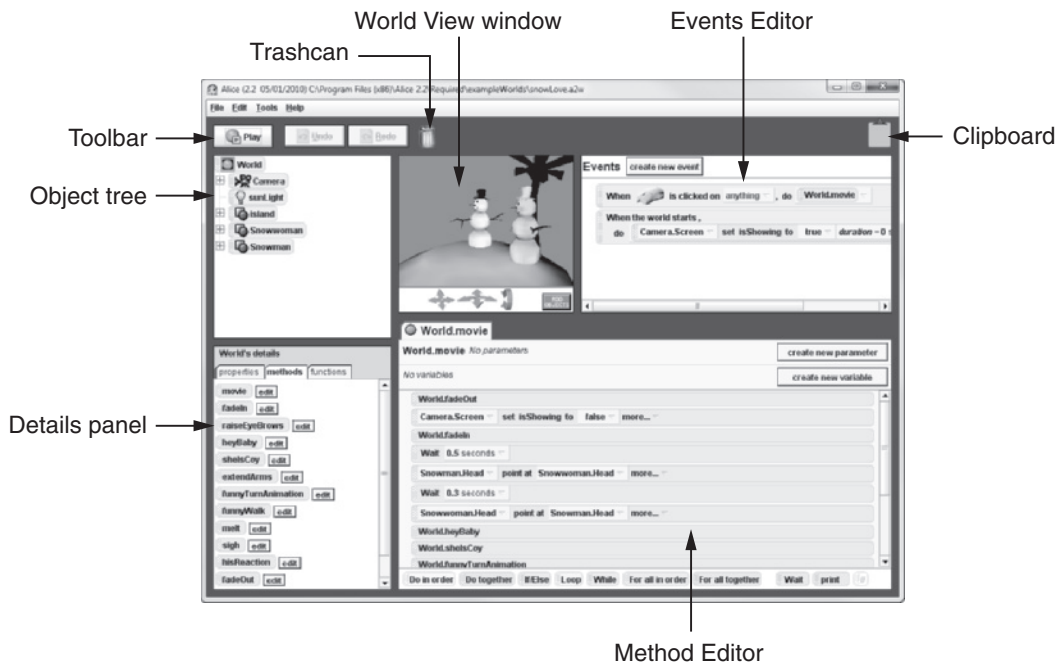 World View window
Events Editor
Trashcan
Alice (2.2 05/01/2010) C:\Program Files (x86)\Alice 2.2\Required\exampleWorlds\snowLove.a2w
File Edit Tools Help
Toolbar
Play
Undo
Redo
Clipboard
Object tree
World
Camera
sunLight
island
Snowwoman
Snowman
ADD OBJECTS
Events
create new event
When is clicked on anything , do World.movie
When the world starts ,
do Camera.Screen set isShowing to true duration = 0 s
World's details
properties methods functions
Details panel
movie edit
fadeIn edit
raiseEyeBrows edit
heyBaby edit
sheIsCoy edit
extendArms edit
funnyTurnAnimation edit
funnyWalk edit
melt edit
sigh edit
hisReaction edit
fadeOut edit
World.movie
World.movie No parameters
create new parameter
No variables
create new variable
World.fadeOut
Camera.Screen set isShowing to false more...
World.fadeIn
Wait 0.5 seconds
Snowman.Head point at Snowwoman.Head more...
Wait 0.3 seconds
Snowwoman.Head point at Snowman.Head more...
World.heyBaby
World.sheIsCoy
World.funnyTurnAnimation
Do in order Do together If/Else Loop While For all in order For all together Wait print
Method Editor